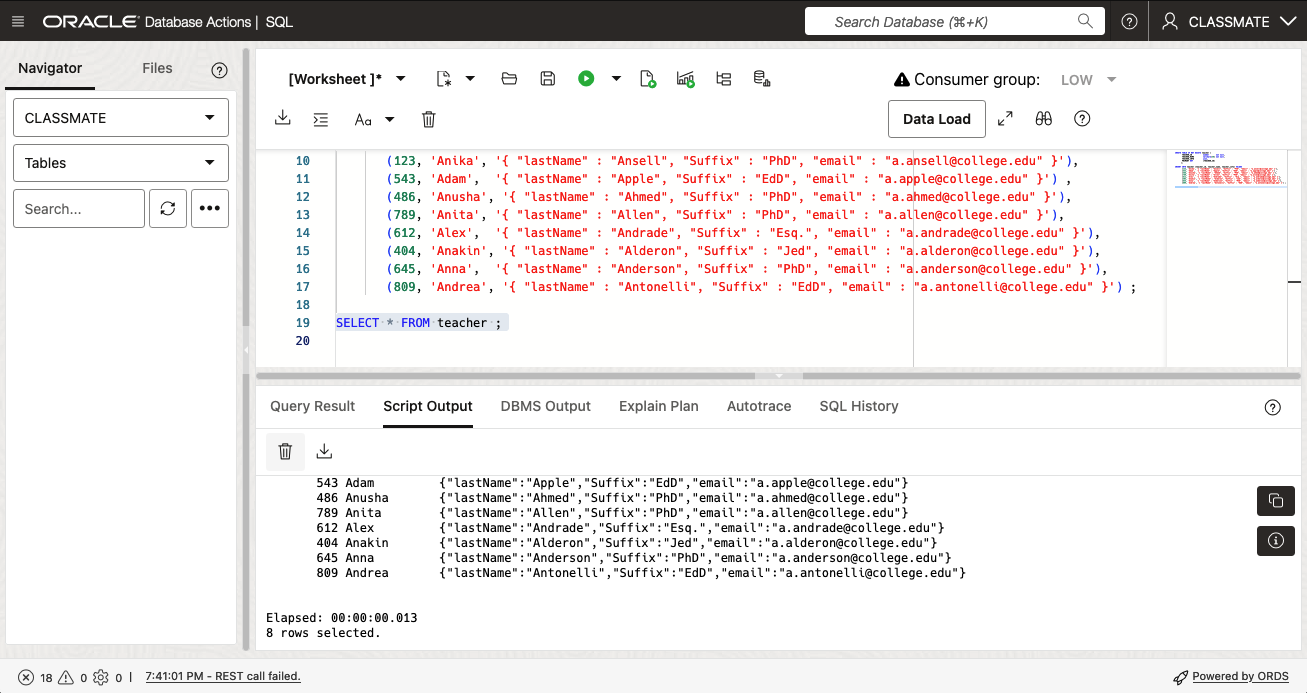 ORACLE Database Actions | SQL
Search Database (⌘+K)
CLASSMATE
Navigator
Files
CLASSMATE
Tables
Search...
[Worksheet ]*
Consumer group:
LOW
Aa
Data Load
10 (123, 'Anika', '{ "lastName" : "Ansell", "Suffix" : "PhD", "email" : "a.ansell@college.edu" }'),
11 (543, 'Adam', '{ "lastName" : "Apple", "Suffix" : "EdD", "email" : "a.apple@college.edu" }') ,
12 (486, 'Anusha', '{ "lastName" : "Ahmed", "Suffix" : "PhD", "email" : "a.ahmed@college.edu" }'),
13 (789, 'Anita', '{ "lastName" : "Allen", "Suffix" : "PhD", "email" : "a.allen@college.edu" }'),
14 (612, 'Alex', '{ "lastName" : "Andrade", "Suffix" : "Esq.", "email" : "a.andrade@college.edu" }'),
15 (404, 'Anakin', '{ "lastName" : "Alderon", "Suffix" : "Jed", "email" : "a.alderon@college.edu" }'),
16 (645, 'Anna', '{ "lastName" : "Anderson", "Suffix" : "PhD", "email" : "a.anderson@college.edu" }'),
17 (809, 'Andrea', '{ "lastName" : "Antonelli", "Suffix" : "EdD", "email" : "a.antonelli@college.edu" }') ;
18
19 SELECT * FROM teacher ;
20
Query Result
Script Output
DBMS Output
Explain Plan
Autotrace
SQL History
543 Adam {"lastName":"Apple","Suffix":"EdD","email":"a.apple@college.edu"}
486 Anusha {"lastName":"Ahmed","Suffix":"PhD","email":"a.ahmed@college.edu"}
789 Anita {"lastName":"Allen","Suffix":"PhD","email":"a.allen@college.edu"}
612 Alex {"lastName":"Andrade","Suffix":"Esq.","email":"a.andrade@college.edu"}
404 Anakin {"lastName":"Alderon","Suffix":"Jed","email":"a.alderon@college.edu"}
645 Anna {"lastName":"Anderson","Suffix":"PhD","email":"a.anderson@college.edu"}
809 Andrea {"lastName":"Antonelli","Suffix":"EdD","email":"a.antonelli@college.edu"}
Elapsed: 00:00:00.013
8 rows selected.
18 0 0 | 7:41:01 PM - REST call failed.
Powered by ORDS